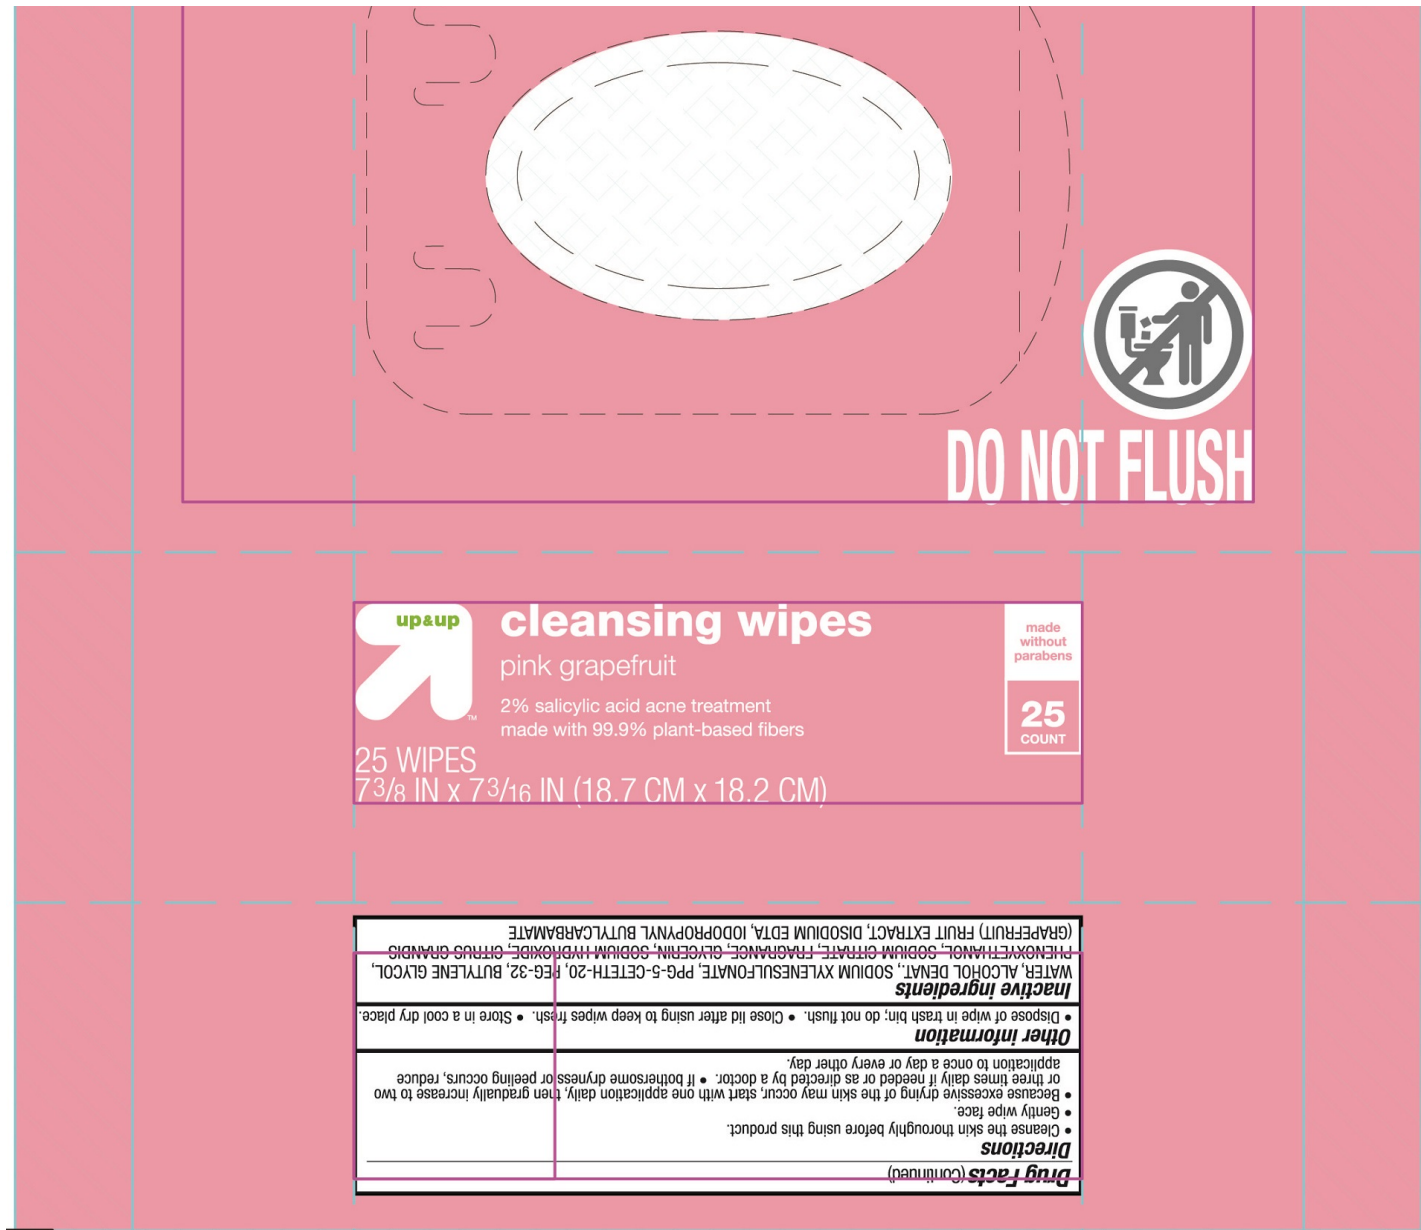 DO NOT FLUSH
up&up
cleansing wipes
pink grapefruit
2% salicylic acid acne treatment
made with 99.9% plant-based fibers
made
without
parabens
25
COUNT
TM
25 WIPES
7 3/8 IN x 7 3/16 IN (18.7 CM x 18.2 CM)
Drug Facts (Continued)
Directions
• Cleanse the skin thoroughly before using this product.
• Gently wipe face.
• Because excessive drying of the skin may occur, start with one application daily, then gradually increase to two
or three times daily if needed or as directed by a doctor. • If bothersome dryness or peeling occurs, reduce
application to once a day or every other day.
Other information
• Dispose of wipe in trash bin; do not flush. • Close lid after using to keep wipes fresh. • Store in a cool dry place.
Inactive ingredients
WATER, ALCOHOL DENAT., SODIUM XYLENESULFONATE, PPG-5-CETETH-20, PEG-32, BUTYLENE GLYCOL,
PHENOXYETHANOL, SODIUM CITRATE, FRAGRANCE, GLYCERIN, SODIUM HYDROXIDE, CITRUS GRANDIS
(GRAPEFRUIT) FRUIT EXTRACT, DISODIUM EDTA, IODOPROPYNYL BUTYLCARBAMATE